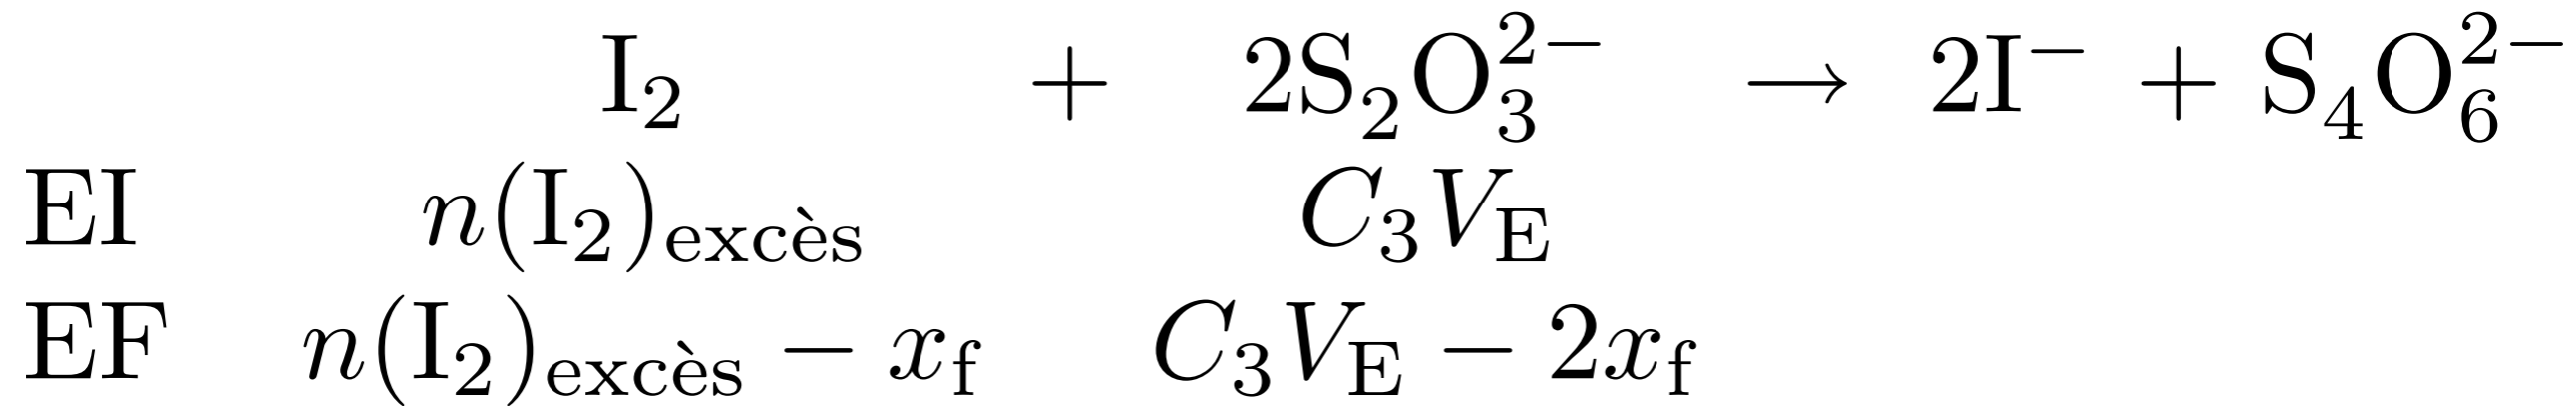 I₂ + 2S₂O₃²⁻ → 2I⁻ + S₄O₆²⁻
EI n(I₂)excès C₃V_E
EF n(I₂)excès − x_f C₃V_E − 2x_f